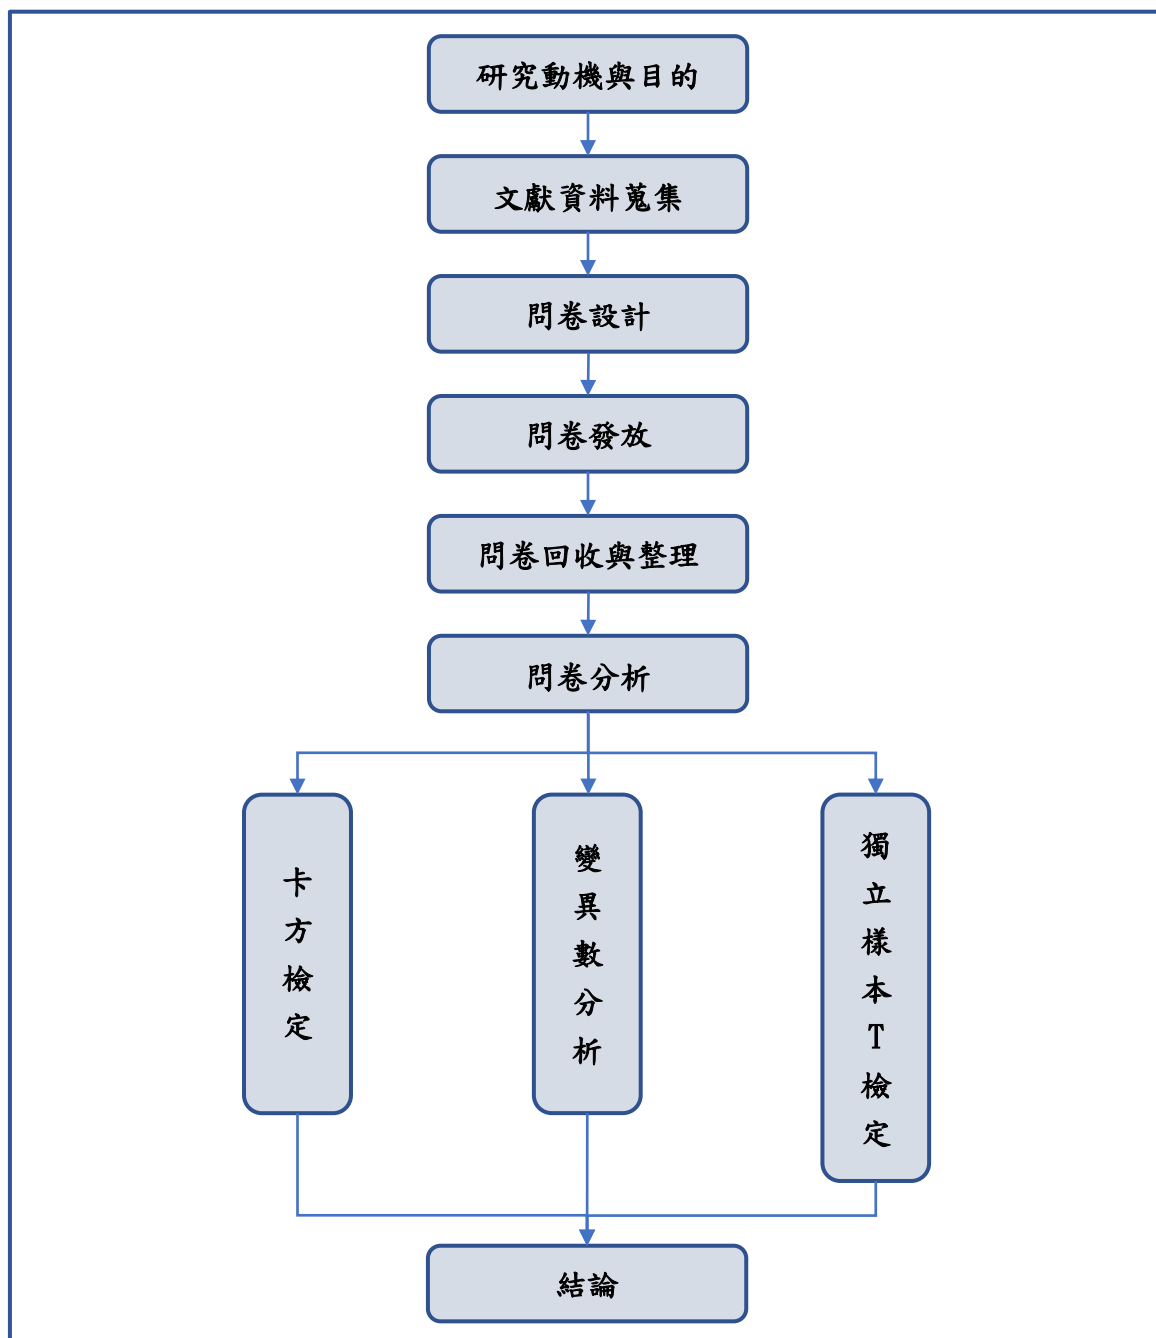 研究動機與目的
文獻資料蒐集
問卷設計
問卷發放
問卷回收與整理
問卷分析
卡方檢定
變異數分析
獨立樣本T檢定
結論